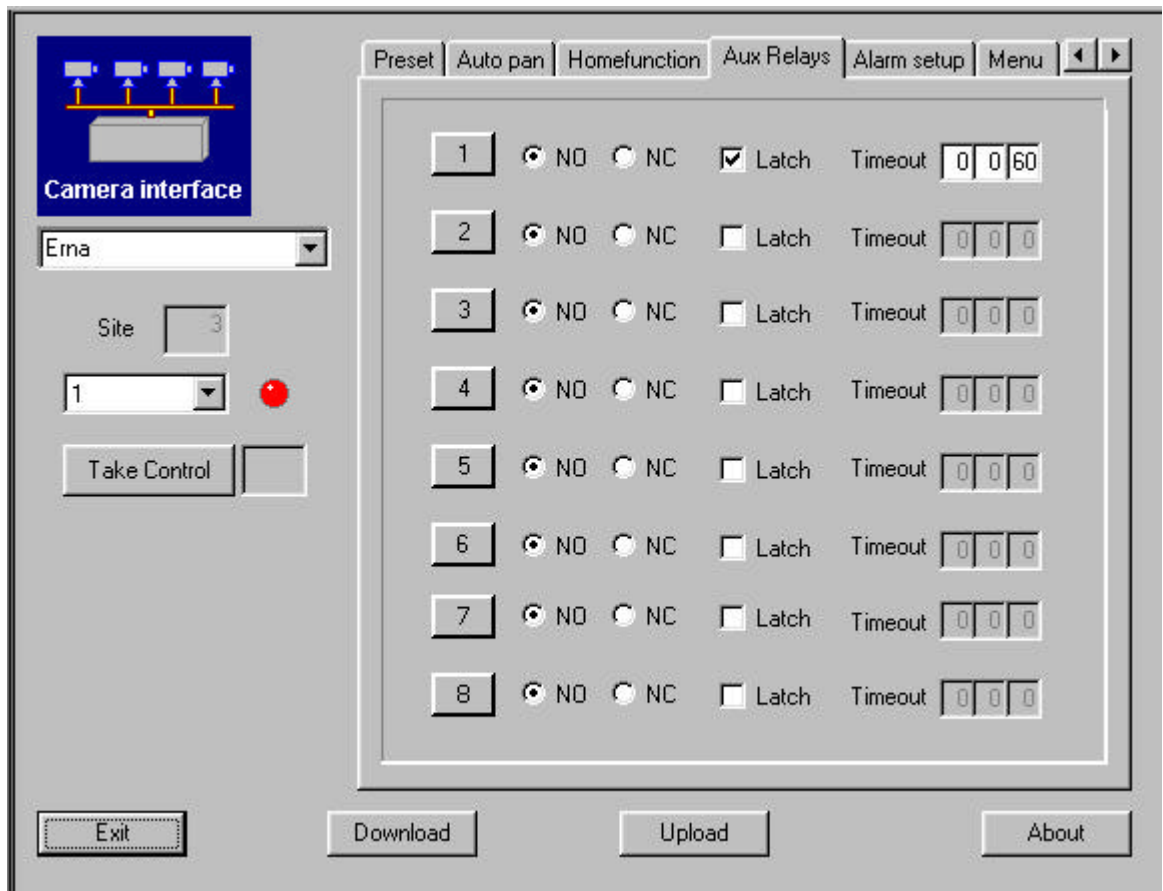 Camera interface
Erna
Site 3
1
Take Control
Preset Auto pan Homefunction Aux Relays Alarm setup Menu
1 NO NC Latch Timeout 0 0 60
2 NO NC Latch Timeout 0 0 0
3 NO NC Latch Timeout 0 0 0
4 NO NC Latch Timeout 0 0 0
5 NO NC Latch Timeout 0 0 0
6 NO NC Latch Timeout 0 0 0
7 NO NC Latch Timeout 0 0 0
8 NO NC Latch Timeout 0 0 0
Exit Download Upload About